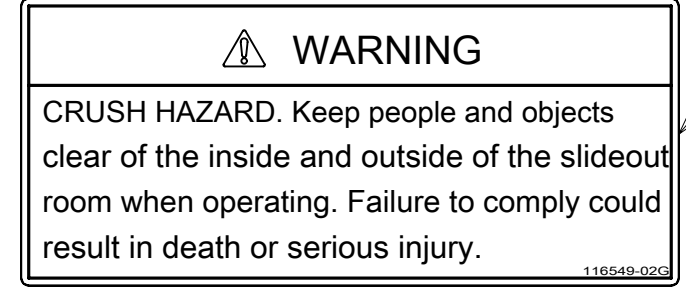 WARNING
CRUSH HAZARD. Keep people and objects
clear of the inside and outside of the slideout
room when operating. Failure to comply could
result in death or serious injury.
116549-02G